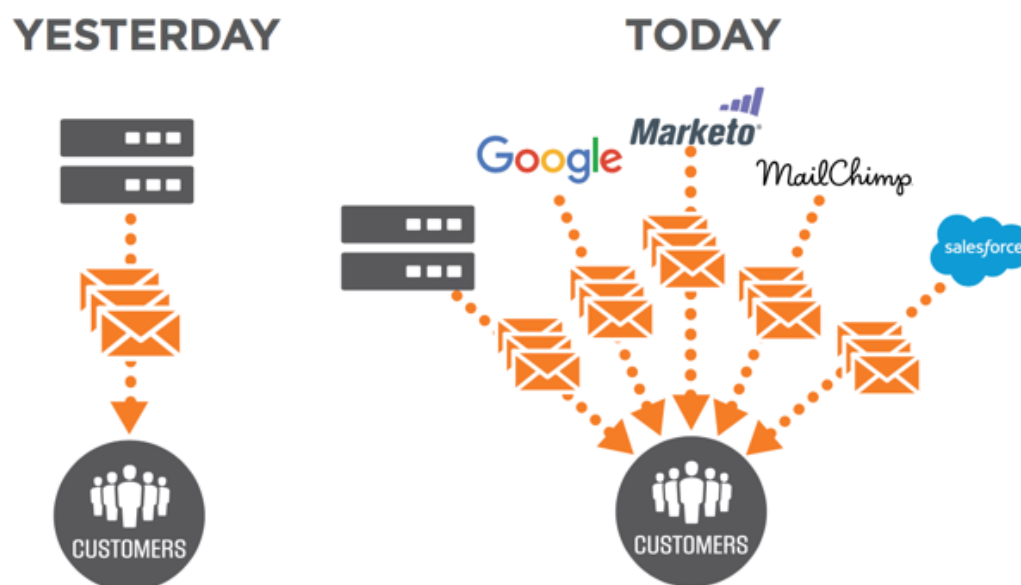 YESTERDAY
CUSTOMERS
TODAY
Google
Marketo
MailChimp
salesforce
CUSTOMERS